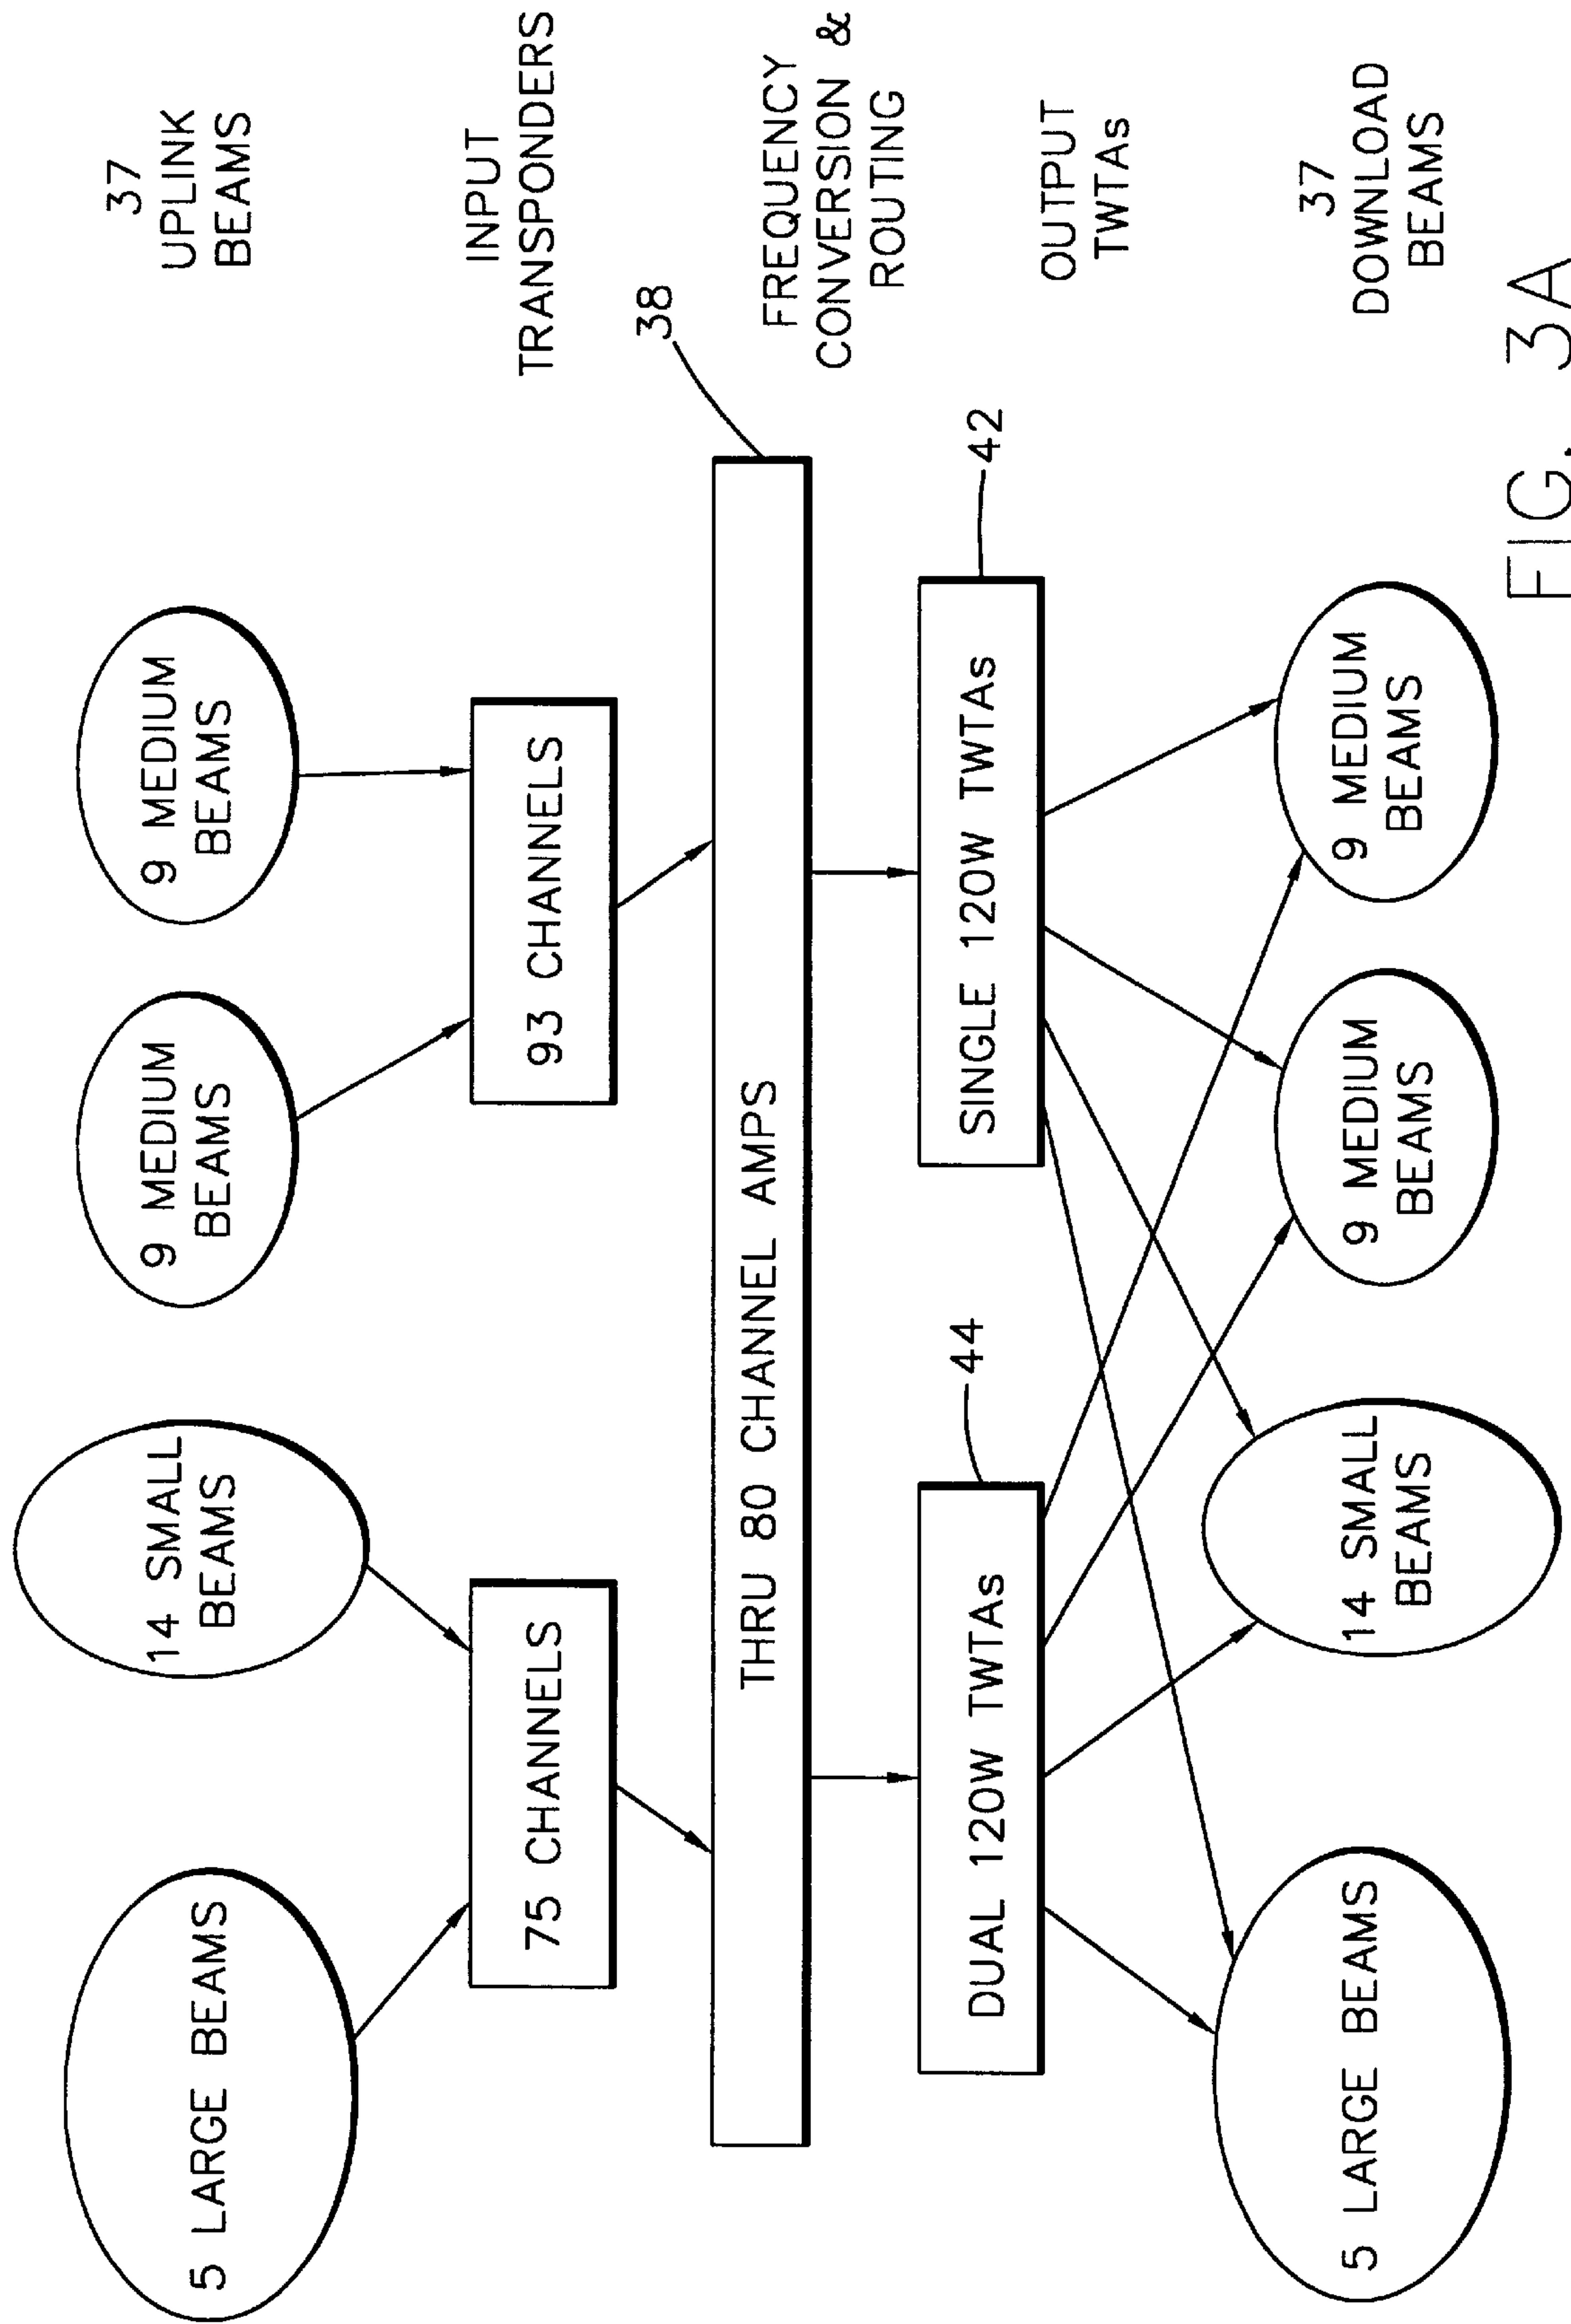 5 LARGE BEAMS
14 SMALL
BEAMS
9 MEDIUM
BEAMS
9 MEDIUM
BEAMS
37
UPLINK
BEAMS
75 CHANNELS
93 CHANNELS
INPUT
TRANSPONDERS
38
THRU 80 CHANNEL AMPS
FREQUENCY
CONVERSION &
ROUTING
44
42
DUAL 120W TWTAs
SINGLE 120W TWTAs
OUTPUT
TWTAs
5 LARGE BEAMS
14 SMALL
BEAMS
9 MEDIUM
BEAMS
9 MEDIUM
BEAMS
37
DOWNLOAD
BEAMS
FIG. 3A